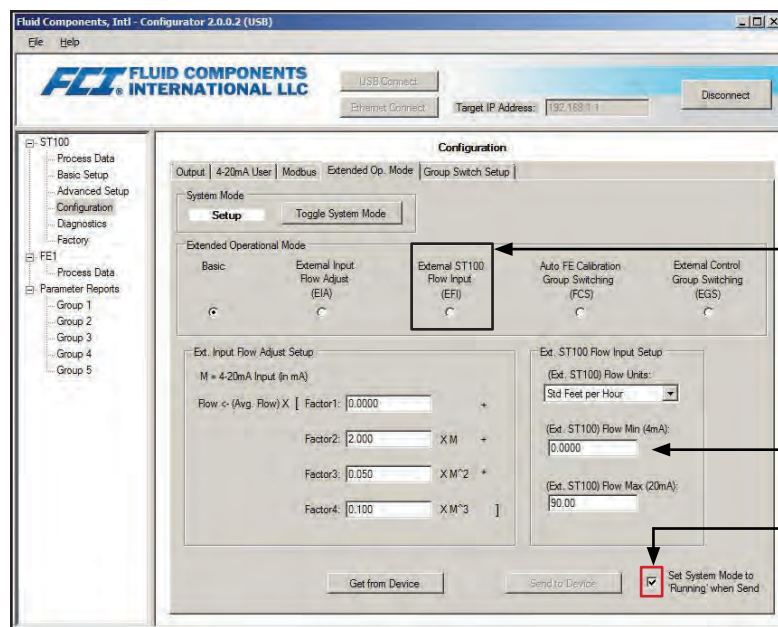 Fluid Components, Intl - Configurator 2.0.0.2 (USB)
File Help
FCI FLUID COMPONENTS
INTERNATIONAL LLC
USB Connect
Ethernet Connect
Target IP Address: 192.168.1.1
Disconnect
ST100
Process Data
Basic Setup
Advanced Setup
Configuration
Diagnostics
Factory
FE1
Process Data
Parameter Reports
Group 1
Group 2
Group 3
Group 4
Group 5
Configuration
Output 4-20mA User Modbus Extended Op. Mode Group Switch Setup
System Mode
Setup Toggle System Mode
Extended Operational Mode
Basic
External Input
Flow Adjust
(EIA)
External ST100
Flow Input
(EFI)
Auto FE Calibration
Group Switching
(FCS)
External Control
Group Switching
(EGS)
Ext. Input Flow Adjust Setup
M = 4-20mA Input (in mA)
Flow <- (Avg. Flow) X [ Factor1: 0.0000 +
Factor2: 2.000 X M +
Factor3: 0.050 X M^2 +
Factor4: 0.100 X M^3 ]
Ext. ST100 Flow Input Setup
(Ext. ST100) Flow Units:
Std Feet per Hour
(Ext. ST100) Flow Min (4mA):
0.0000
(Ext. ST100) Flow Max (20mA):
90.00
Get from Device
Send to Device
Set System Mode to
'Running' when Send